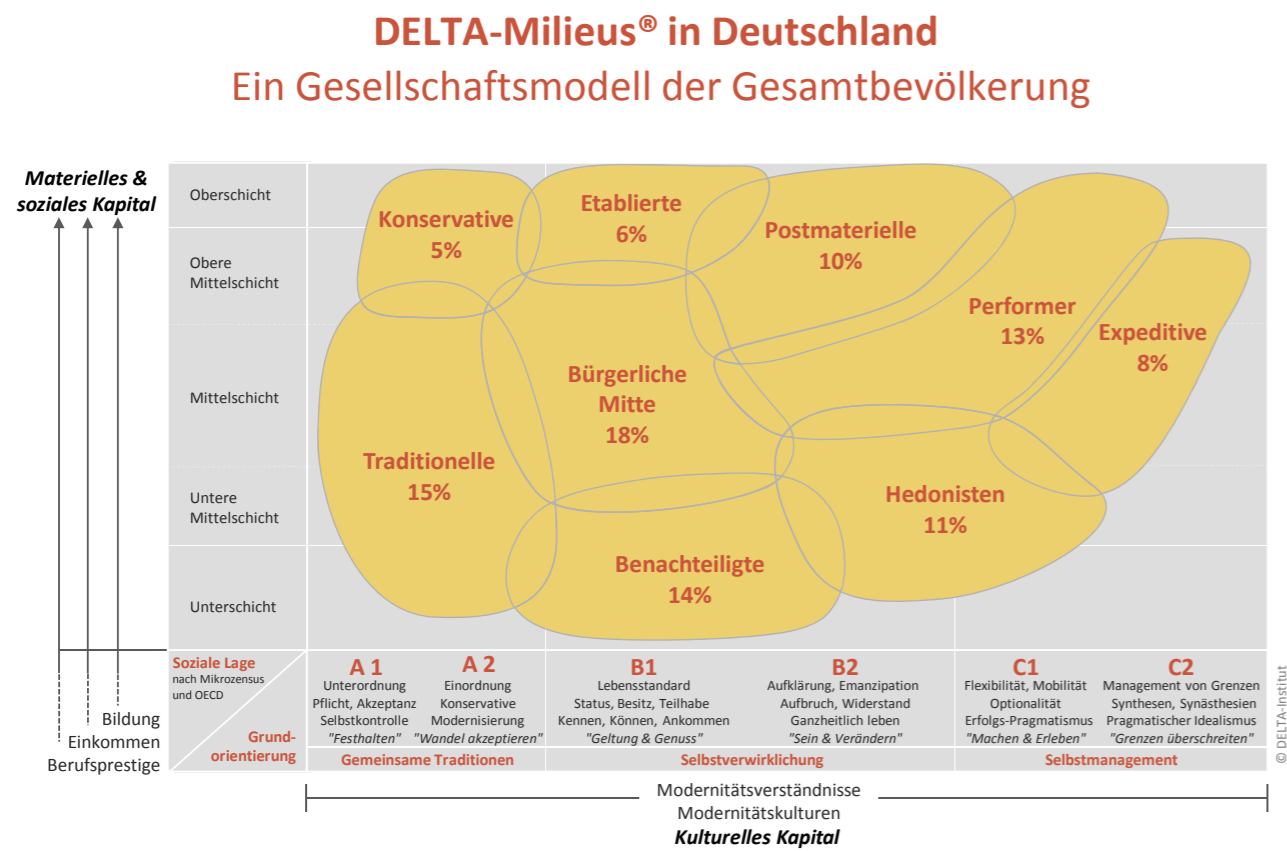 DELTA-Milieus® in Deutschland
Ein Gesellschaftsmodell der Gesamtbevölkerung
Materielles &
soziales Kapital
Oberschicht
Obere
Mittelschicht
Mittelschicht
Untere
Mittelschicht
Unterschicht
Konservative
5%
Etablierte
6%
Postmaterielle
10%
Performer
13%
Expeditive
8%
Bürgerliche
Mitte
18%
Traditionelle
15%
Hedonisten
11%
Benachteiligte
14%
Soziale Lage
nach Mikrozensus
und OECD
Grund-
orientierung
Bildung
Einkommen
Berufsprestige
A 1
Unterordnung
Pflicht, Akzeptanz
Selbstkontrolle
"Festhalten"
A 2
Einordnung
Konservative
Modernisierung
"Wandel akzeptieren"
B1
Lebensstandard
Status, Besitz, Teilhabe
Kennen, Können, Ankommen
"Geltung & Genuss"
B2
Aufklärung, Emanzipation
Aufbruch, Widerstand
Ganzheitlich leben
"Sein & Verändern"
C1
Flexibilität, Mobilität
Optionalität
Erfolgs-Pragmatismus
"Machen & Erleben"
C2
Management von Grenzen
Synthesen, Synästhesien
Pragmatischer Idealismus
"Grenzen überschreiten"
Gemeinsame Traditionen
Selbstverwirklichung
Selbstmanagement
Modernitätsverständnisse
Modernitätskulturen
Kulturelles Kapital
© DELTA-Institut